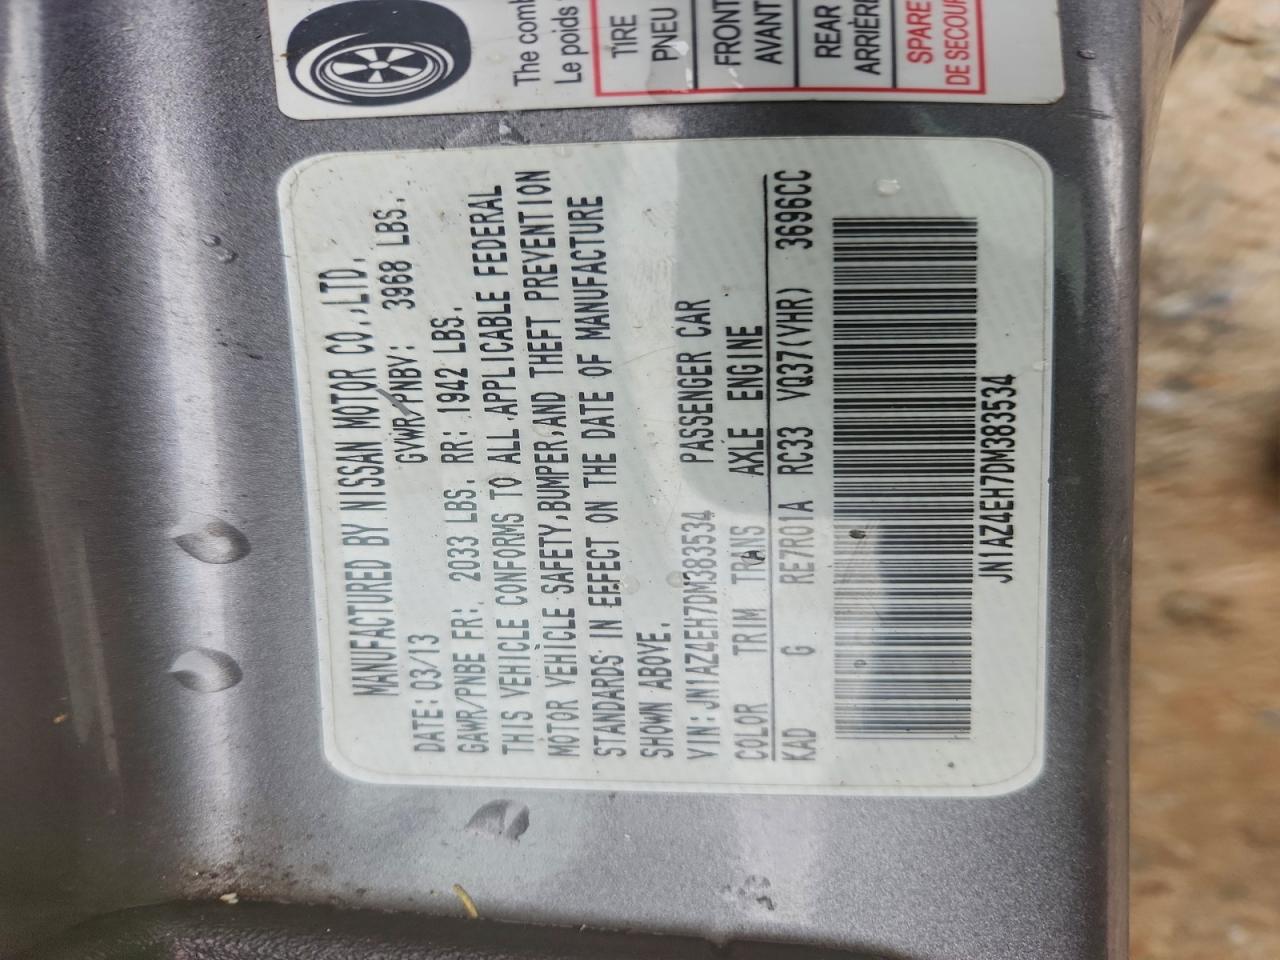 The comb
Le poids
TIRE
PNEU
FRONT
AVANT
REAR
ARRIÈRE
SPARE
DE SECOUR
MANUFACTURED BY NISSAN MOTOR CO.,LTD.
DATE: 03/13 GVWR/PNBV: 3968 LBS.
GAWR/PNBE FR: 2033 LBS. RR: 1942 LBS.
THIS VEHICLE CONFORMS TO ALL APPLICABLE FEDERAL
MOTOR VEHICLE SAFETY,BUMPER,AND THEFT PREVENTION
STANDARDS IN EFFECT ON THE DATE OF MANUFACTURE
SHOWN ABOVE.
VIN:JN1AZ4EH7DM383534 PASSENGER CAR
COLOR TRIM TRANS AXLE ENGINE
KAD G RE7R01A RC33 VQ37(VHR) 3696CC
JN1AZ4EH7DM383534